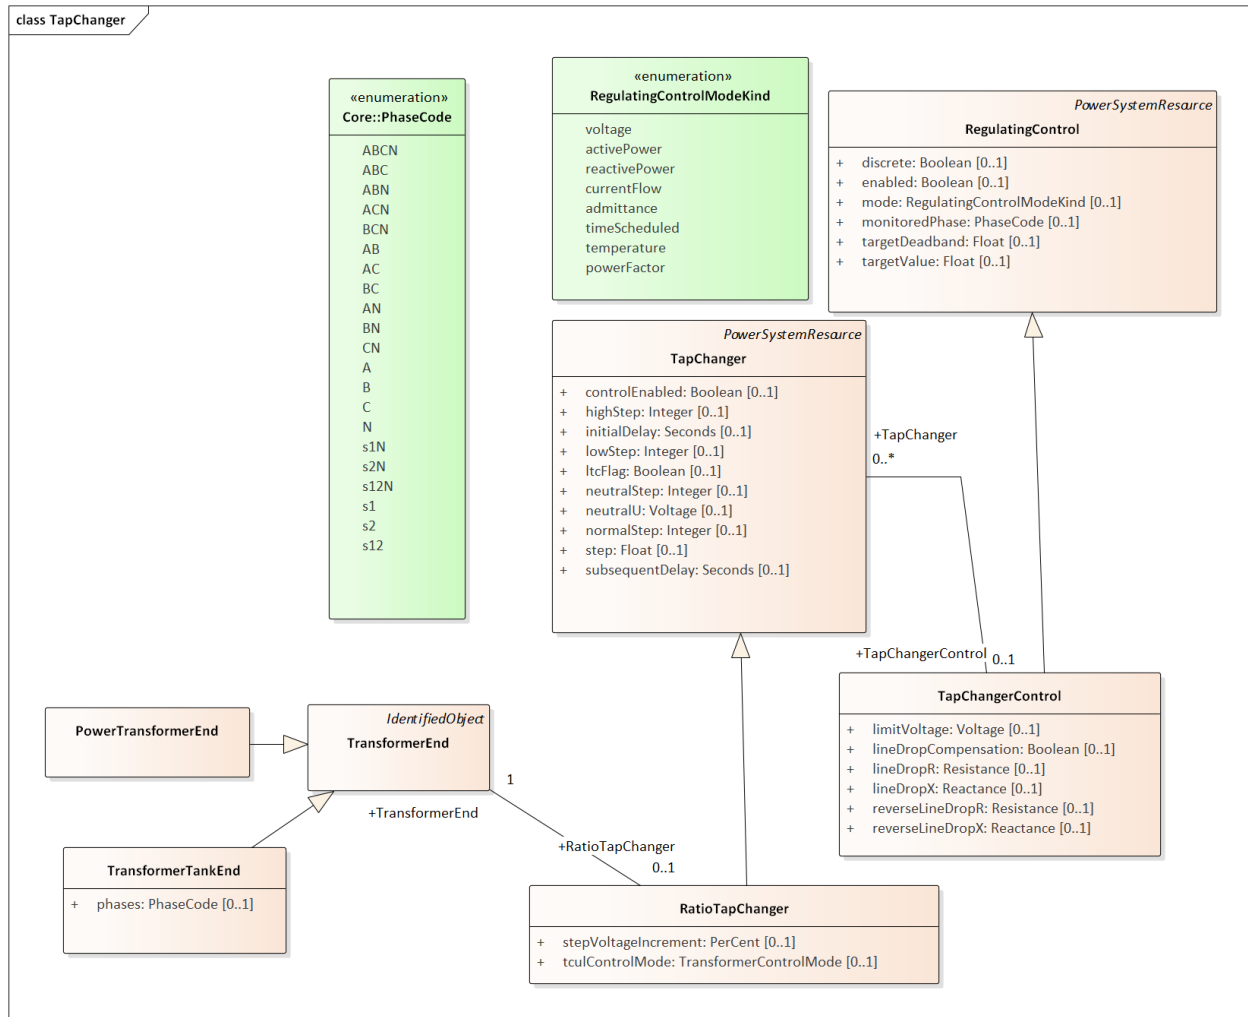 class TapChanger
«enumeration»
Core::PhaseCode
ABCN
ABC
ABN
ACN
BCN
AB
AC
BC
AN
BN
CN
A
B
C
N
s1N
s2N
s12N
s1
s2
s12
«enumeration»
RegulatingControlModeKind
voltage
activePower
reactivePower
currentFlow
admittance
timeScheduled
temperature
powerFactor
PowerSystemResource
RegulatingControl
+ discrete: Boolean [0..1]
+ enabled: Boolean [0..1]
+ mode: RegulatingControlModeKind [0..1]
+ monitoredPhase: PhaseCode [0..1]
+ targetDeadband: Float [0..1]
+ targetValue: Float [0..1]
PowerSystemResource
TapChanger
+ controlEnabled: Boolean [0..1]
+ highStep: Integer [0..1]
+ initialDelay: Seconds [0..1]
+ lowStep: Integer [0..1]
+ ltcFlag: Boolean [0..1]
+ neutralStep: Integer [0..1]
+ neutralU: Voltage [0..1]
+ normalStep: Integer [0..1]
+ step: Float [0..1]
+ subsequentDelay: Seconds [0..1]
+TapChanger
0..*
+TapChangerControl
0..1
TapChangerControl
+ limitVoltage: Voltage [0..1]
+ lineDropCompensation: Boolean [0..1]
+ lineDropR: Resistance [0..1]
+ lineDropX: Reactance [0..1]
+ reverseLineDropR: Resistance [0..1]
+ reverseLineDropX: Reactance [0..1]
PowerTransformerEnd
IdentifiedObject
TransformerEnd
1
+TransformerEnd
+RatioTapChanger
0..1
TransformerTankEnd
+ phases: PhaseCode [0..1]
RatioTapChanger
+ stepVoltageIncrement: PerCent [0..1]
+ tculControlMode: TransformerControlMode [0..1]